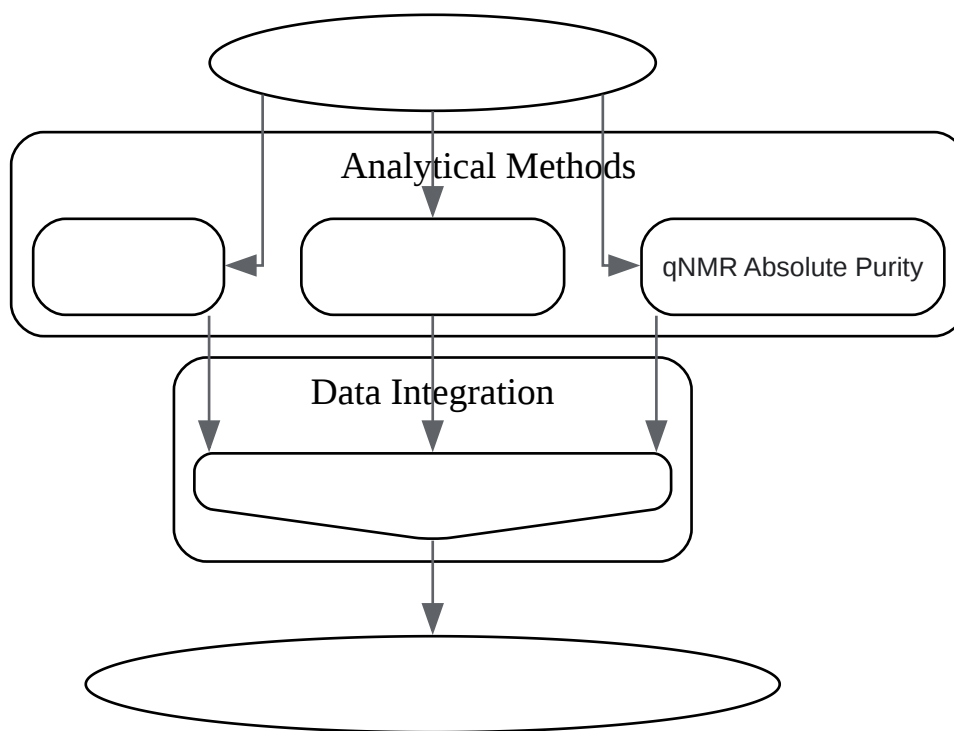 Analytical Methods
qNMR Absolute Purity
Data Integration